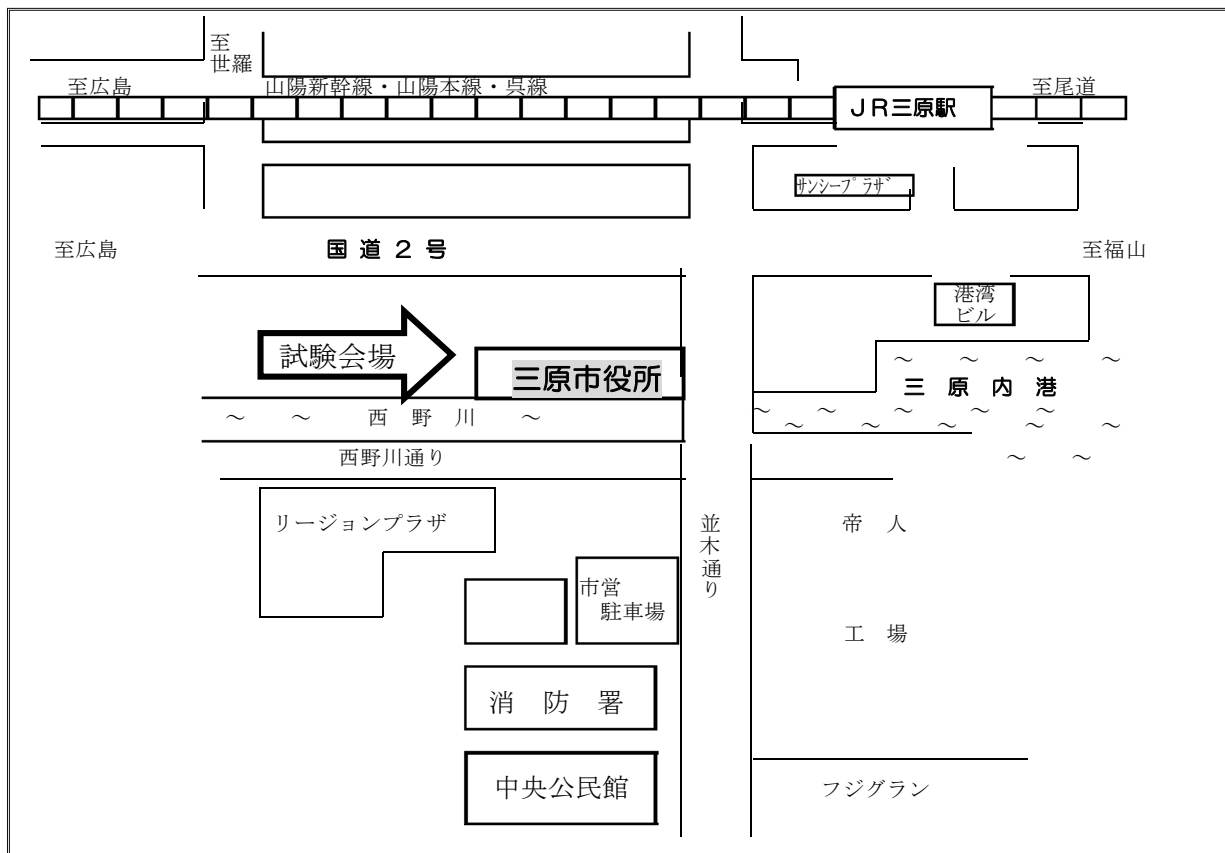 至
世羅
至広島
山陽新幹線・山陽本線・呉線
至尾道
ＪＲ三原駅
サンシープラザ
至広島
国道２号
至福山
港湾
ビル
試験会場
三原市役所
～　～　西　野　川　～
～　～　～　～
三　原　内　港
～　～　～　～　～
～　～　～　～　～　～
～　～
西野川通り
リージョンプラザ
並木通り
帝　人
市営
駐車場
工　場
消　防　署
中央公民館
フジグラン